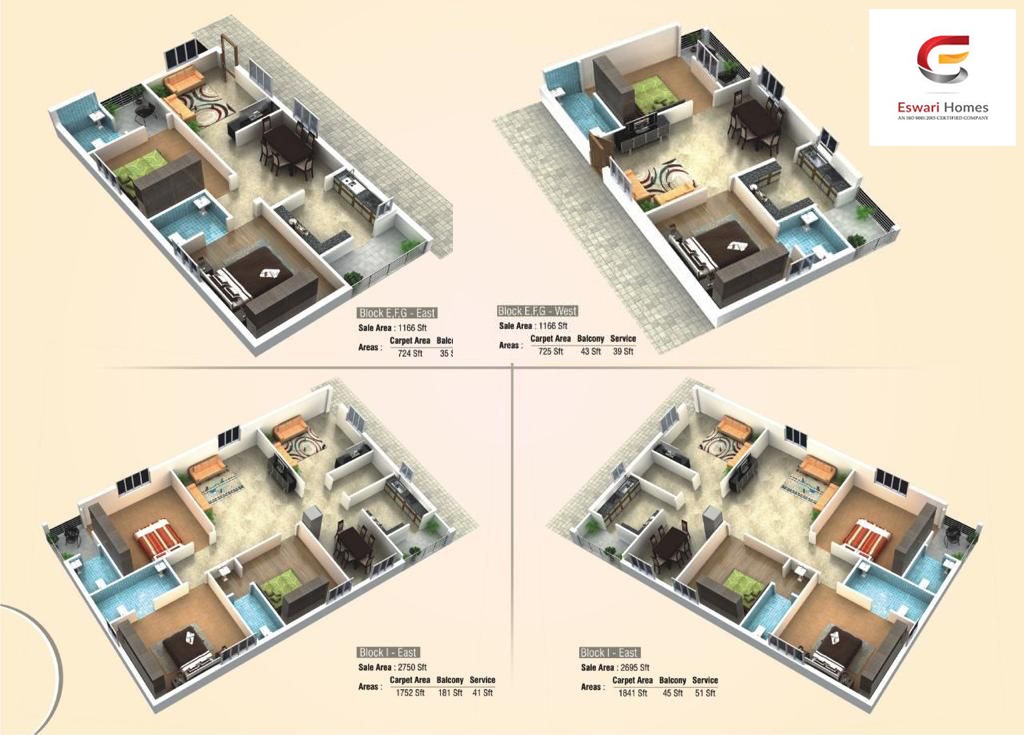 Eswari Homes
AN ISO 9001:2015 CERTIFIED COMPANY
Block E,F,G - East
Sale Area : 1166 Sft
Areas : Carpet Area Balc
724 Sft 35
Block E,F,G - West
Sale Area : 1166 Sft
Areas : Carpet Area Balcony Service
725 Sft 43 Sft 39 Sft
Block I - East
Sale Area : 2750 Sft
Areas : Carpet Area Balcony Service
1752 Sft 181 Sft 41 Sft
Block I - East
Sale Area : 2695 Sft
Areas : Carpet Area Balcony Service
1841 Sft 45 Sft 51 Sft